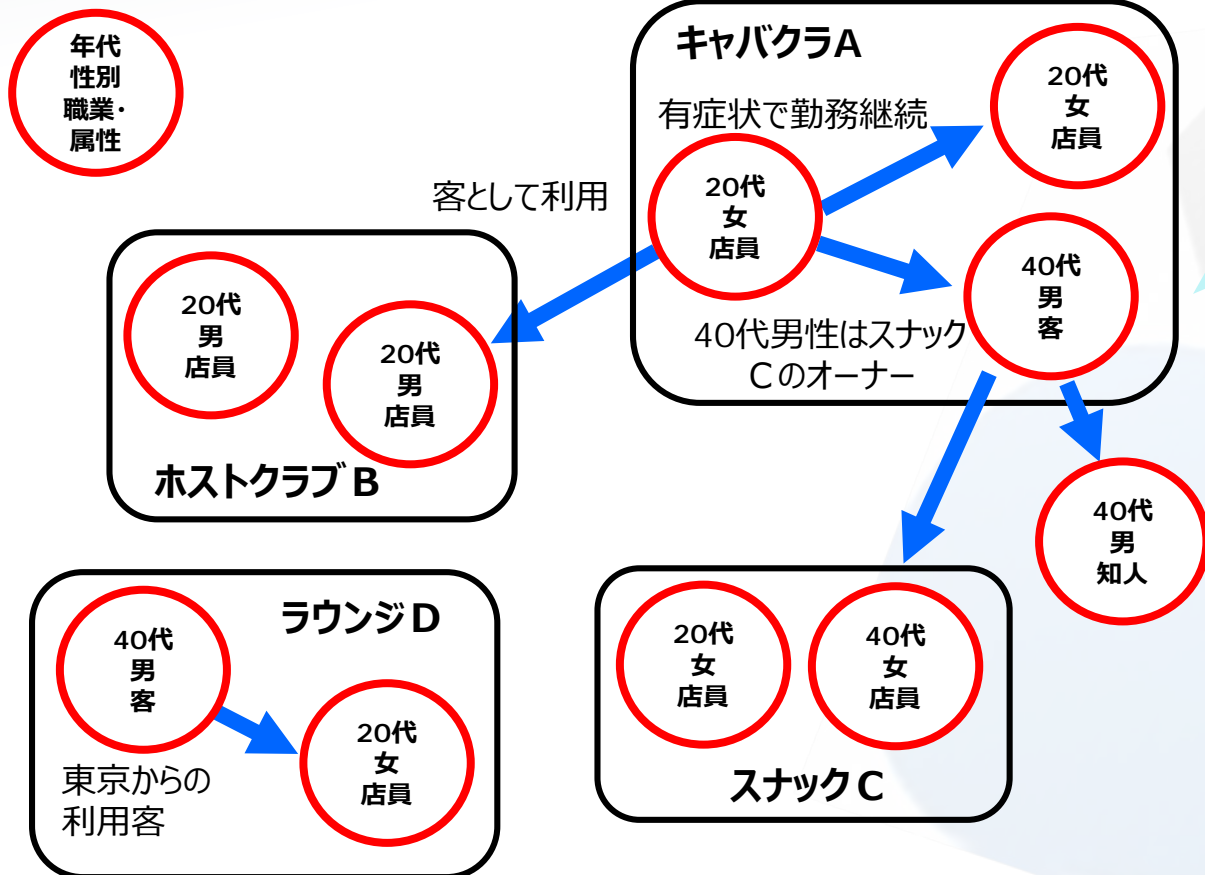 年代
性別
職業・
属性
キャバクラA
20代
女
店員
有症状で勤務継続
20代
女
店員
客として利用
40代
男
客
40代男性はスナック
Cのオーナー
20代
男
店員
20代
男
店員
ホストクラブB
40代
男
知人
ラウンジD
40代
男
客
20代
女
店員
東京からの
利用客
20代
女
店員
40代
女
店員
スナックC